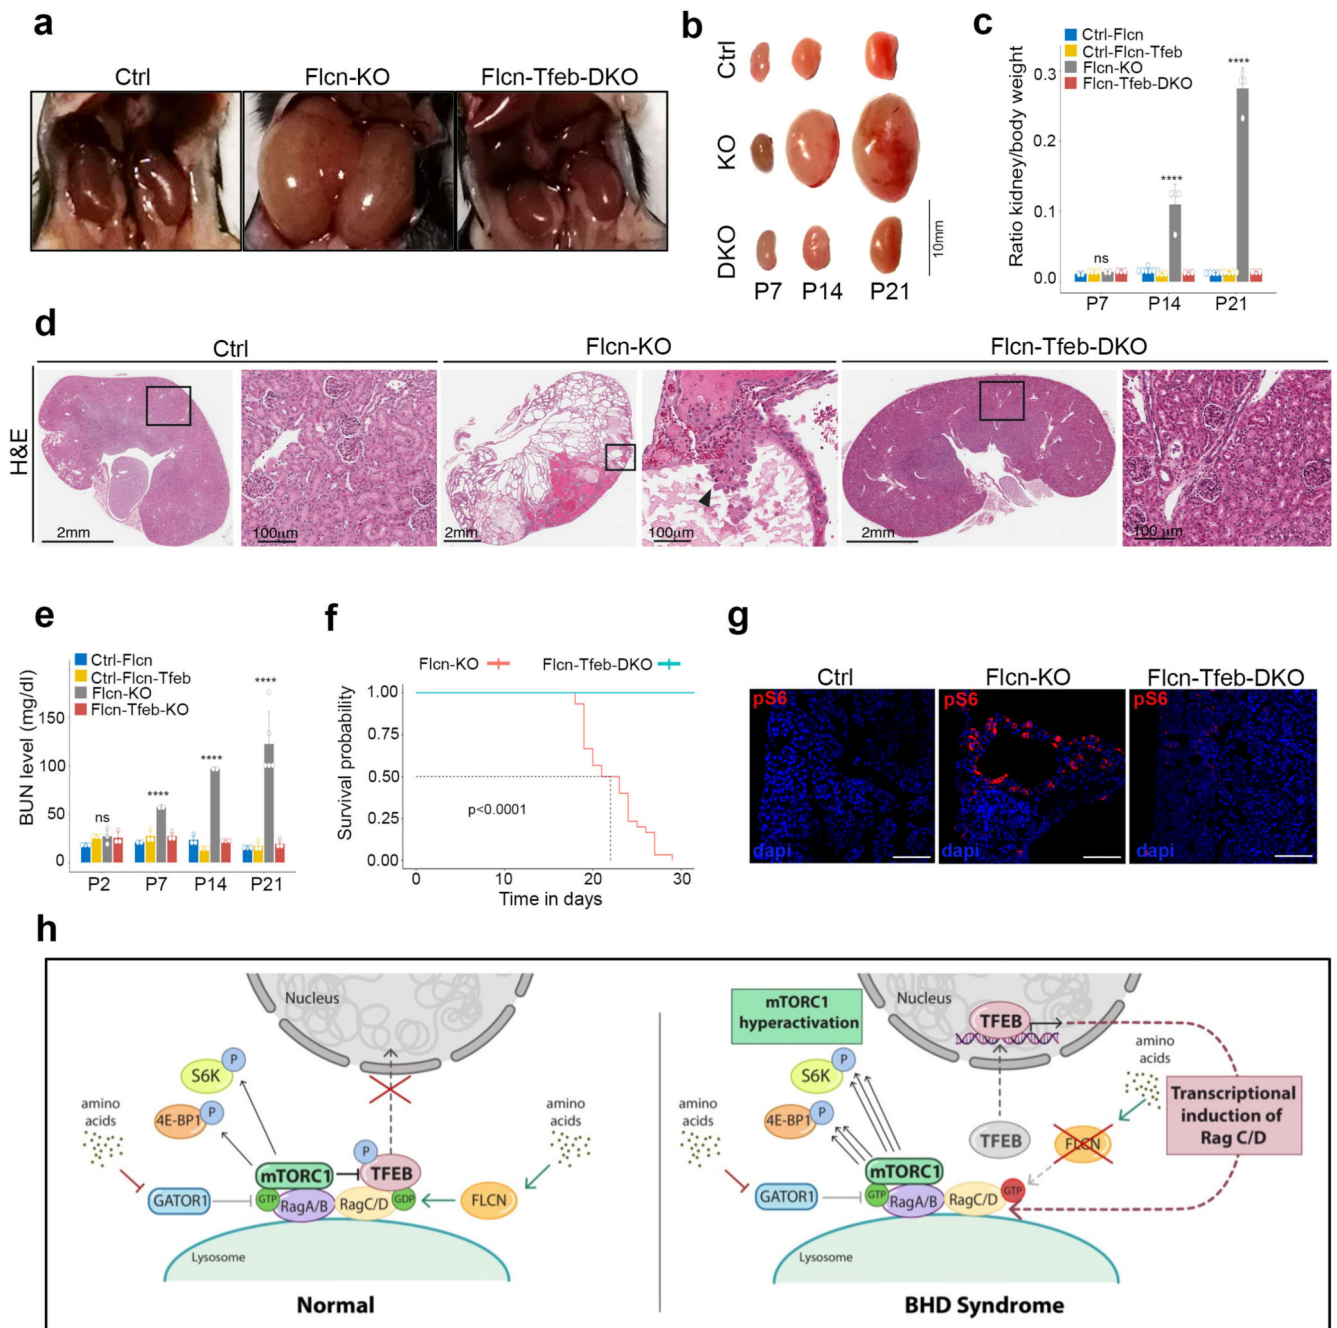 a
Ctrl
Flcn-KO
Flcn-Tfeb-DKO
b
Ctrl
KO
DKO
P7
P14
P21
10mm
c
Ctrl-Flcn
Ctrl-Flcn-Tfeb
Flcn-KO
Flcn-Tfeb-DKO
Ratio kidney/body weight
0.3
0.2
0.1
0.0
ns
****
****
P7
P14
P21
d
Ctrl
Flcn-KO
Flcn-Tfeb-DKO
H&E
2mm
100µm
2mm
100µm
2mm
100µm
e
Ctrl-Flcn
Ctrl-Flcn-Tfeb
Flcn-KO
Flcn-Tfeb-KO
BUN level (mg/dl)
150
100
50
0
ns
****
****
****
P2
P7
P14
P21
f
Flcn-KO
Flcn-Tfeb-DKO
Survival probability
1.00
0.75
0.50
0.25
0.00
p<0.0001
0
10
20
30
Time in days
g
Ctrl
Flcn-KO
Flcn-Tfeb-DKO
pS6
dapi
pS6
dapi
pS6
dapi
h
Nucleus
P
S6K
P
4E-BP1
amino
acids
amino
acids
P
mTORC1
TFEB
GATOR1
GTP
RagA/B
RagC/D
GDP
FLCN
Lysosome
Normal
mTORC1
hyperactivation
Nucleus
TFEB
P
S6K
P
4E-BP1
amino
acids
amino
acids
Transcriptional
induction of
Rag C/D
TFEB
FLCN
mTORC1
GATOR1
GTP
RagA/B
RagC/D
GTP
Lysosome
BHD Syndrome